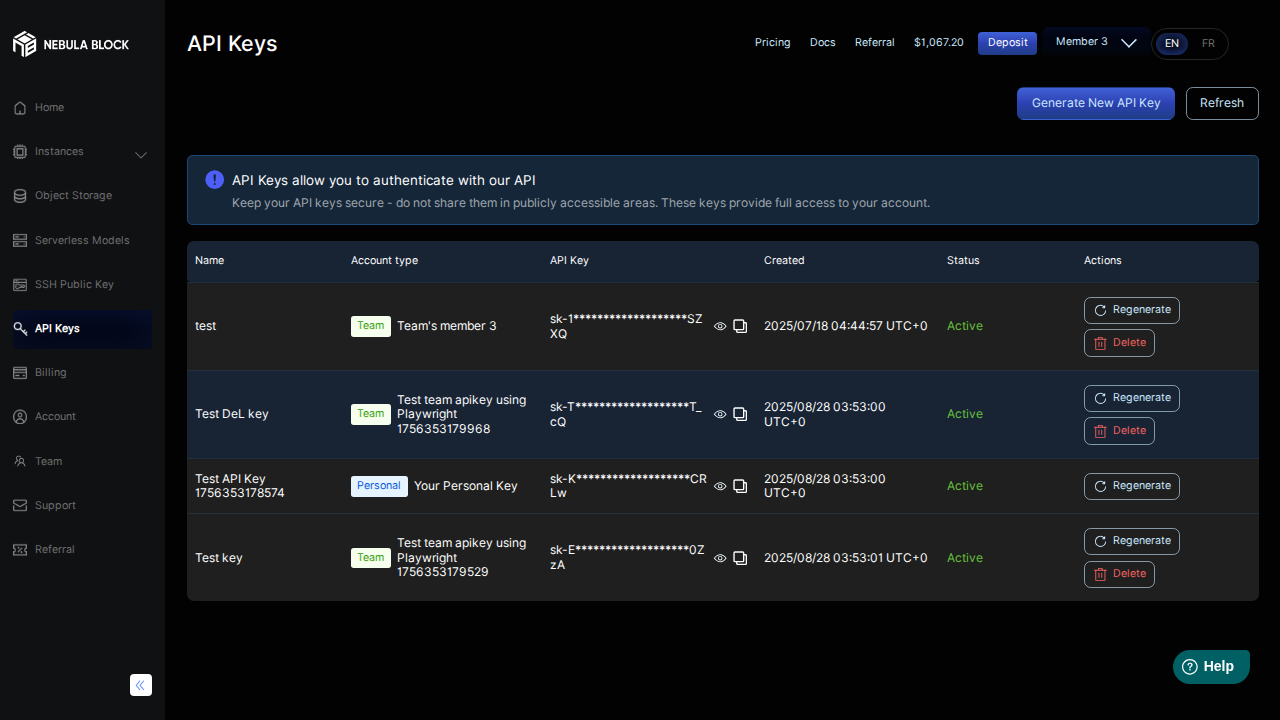 NEBULA BLOCK
API Keys
Pricing
Docs
Referral
$1,067.20
Deposit
Member 3
EN
FR
Home
Instances
Object Storage
Serverless Models
SSH Public Key
API Keys
Billing
Account
Team
Support
Referral
Generate New API Key
Refresh
API Keys allow you to authenticate with our API
Keep your API keys secure - do not share them in publicly accessible areas. These keys provide full access to your account.
Name
Account type
API Key
Created
Status
Actions
test
Team
Team's member 3
sk-1*******************SZ
XQ
2025/07/18 04:44:57 UTC+0
Active
Regenerate
Delete
Test DeL key
Team
Test team apikey using
Playwright
1756353179968
sk-T*******************T_
cQ
2025/08/28 03:53:00
UTC+0
Active
Regenerate
Delete
Test API Key
1756353178574
Personal
Your Personal Key
sk-K*******************CR
Lw
2025/08/28 03:53:00
UTC+0
Active
Regenerate
Test key
Team
Test team apikey using
Playwright
1756353179529
sk-E*******************0Z
zA
2025/08/28 03:53:01 UTC+0
Active
Regenerate
Delete
Help